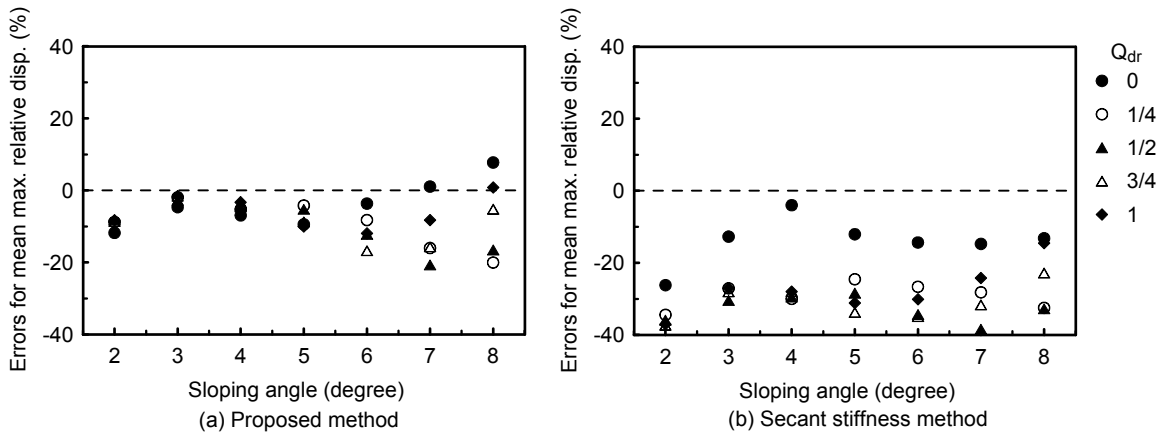 Errors for mean max. relative disp. (%)
40
20
0
-20
-40
2 3 4 5 6 7 8
Sloping angle (degree)
(a) Proposed method
Errors for mean max. relative disp. (%)
40
20
0
-20
-40
2 3 4 5 6 7 8
Sloping angle (degree)
(b) Secant stiffness method
Qdr
0
1/4
1/2
3/4
1